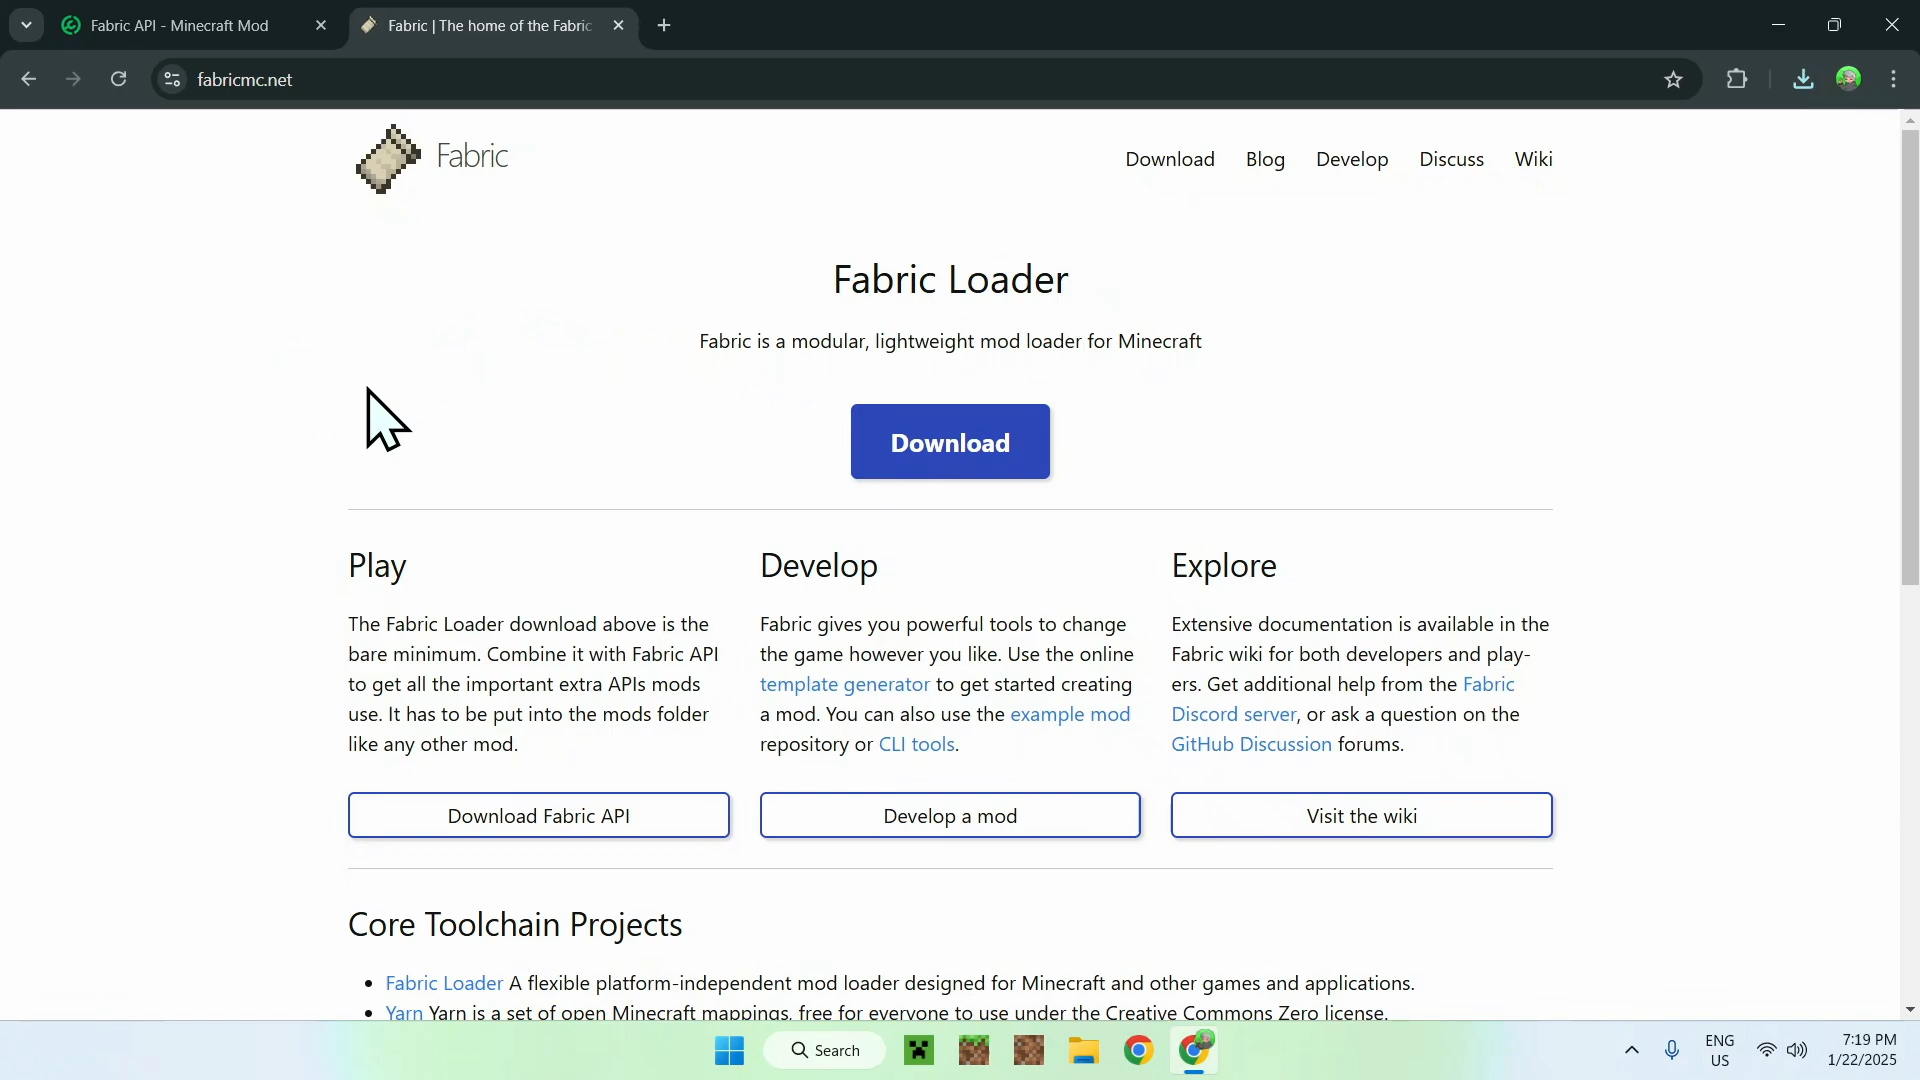 Fabric API - Minecraft Mod
Fabric | The home of the Fabric
fabricmc.net
Fabric
Download Blog Develop Discuss Wiki
Fabric Loader
Fabric is a modular, lightweight mod loader for Minecraft
Download
Play
The Fabric Loader download above is the
bare minimum. Combine it with Fabric API
to get all the important extra APIs mods
use. It has to be put into the mods folder
like any other mod.
Download Fabric API
Develop
Fabric gives you powerful tools to change
the game however you like. Use the online
template generator to get started creating
a mod. You can also use the example mod
repository or CLI tools.
Develop a mod
Explore
Extensive documentation is available in the
Fabric wiki for both developers and play-
ers. Get additional help from the Fabric
Discord server, or ask a question on the
GitHub Discussion forums.
Visit the wiki
Core Toolchain Projects
Fabric Loader A flexible platform-independent mod loader designed for Minecraft and other games and applications.
Yarn Yarn is a set of open Minecraft mappings, free for everyone to use under the Creative Commons Zero license.
Search
ENG
US
7:19 PM
1/22/2025